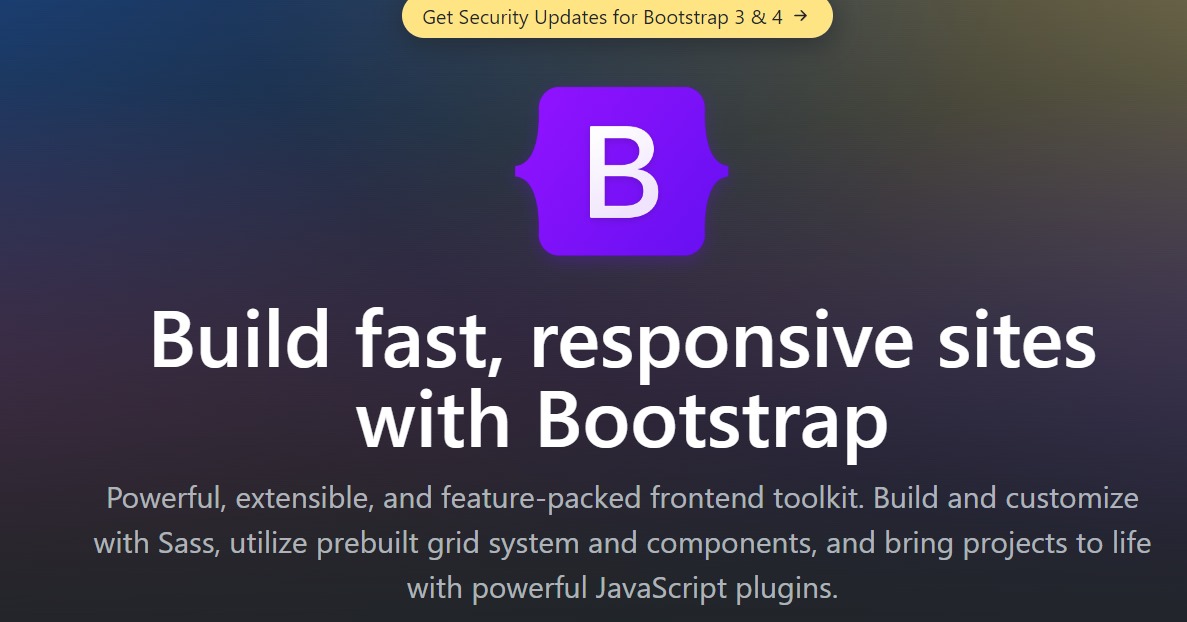 Get Security Updates for Bootstrap 3 & 4 →
B
Build fast, responsive sites
with Bootstrap
Powerful, extensible, and feature-packed frontend toolkit. Build and customize
with Sass, utilize prebuilt grid system and components, and bring projects to life
with powerful JavaScript plugins.